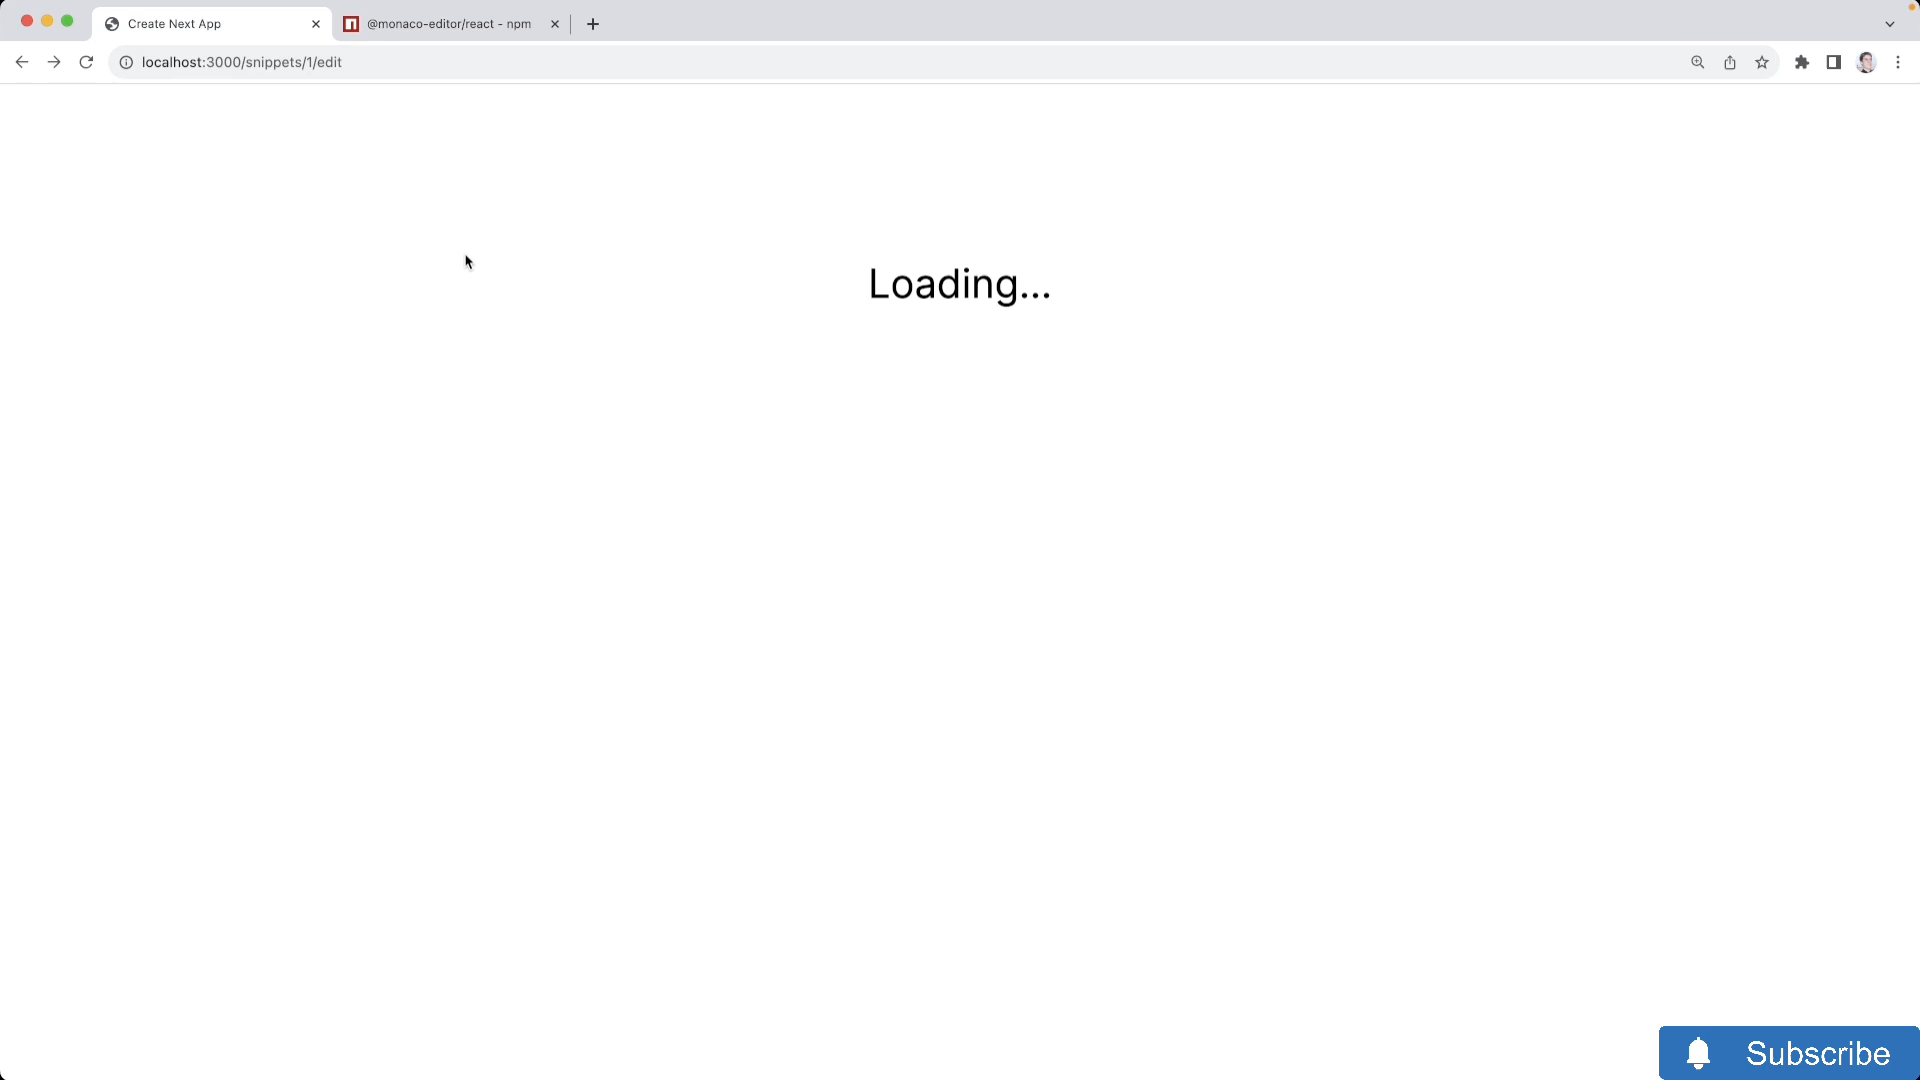 Create Next App
@monaco-editor/react - npm
localhost:3000/snippets/1/edit
Loading...
Subscribe